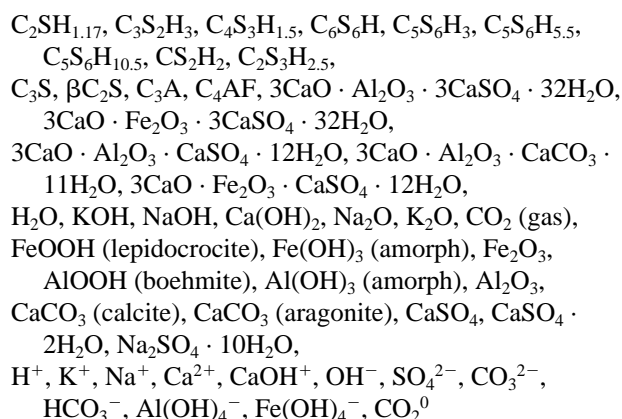 C₂SH₁.₁₇, C₃S₂H₃, C₄S₃H₁.₅, C₆S₆H, C₅S₆H₃, C₅S₆H₅.₅,
C₅S₆H₁₀.₅, CS₂H₂, C₂S₃H₂.₅,
C₃S, βC₂S, C₃A, C₄AF, 3CaO · Al₂O₃ · 3CaSO₄ · 32H₂O,
3CaO · Fe₂O₃ · 3CaSO₄ · 32H₂O,
3CaO · Al₂O₃ · CaSO₄ · 12H₂O, 3CaO · Al₂O₃ · CaCO₃ ·
11H₂O, 3CaO · Fe₂O₃ · CaSO₄ · 12H₂O,
H₂O, KOH, NaOH, Ca(OH)₂, Na₂O, K₂O, CO₂ (gas),
FeOOH (lepidocrocite), Fe(OH)₃ (amorph), Fe₂O₃,
AlOOH (boehmite), Al(OH)₃ (amorph), Al₂O₃,
CaCO₃ (calcite), CaCO₃ (aragonite), CaSO₄, CaSO₄ ·
2H₂O, Na₂SO₄ · 10H₂O,
H⁺, K⁺, Na⁺, Ca²⁺, CaOH⁺, OH⁻, SO₄²⁻, CO₃²⁻,
HCO₃⁻, Al(OH)₄⁻, Fe(OH)₄⁻, CO₂⁰